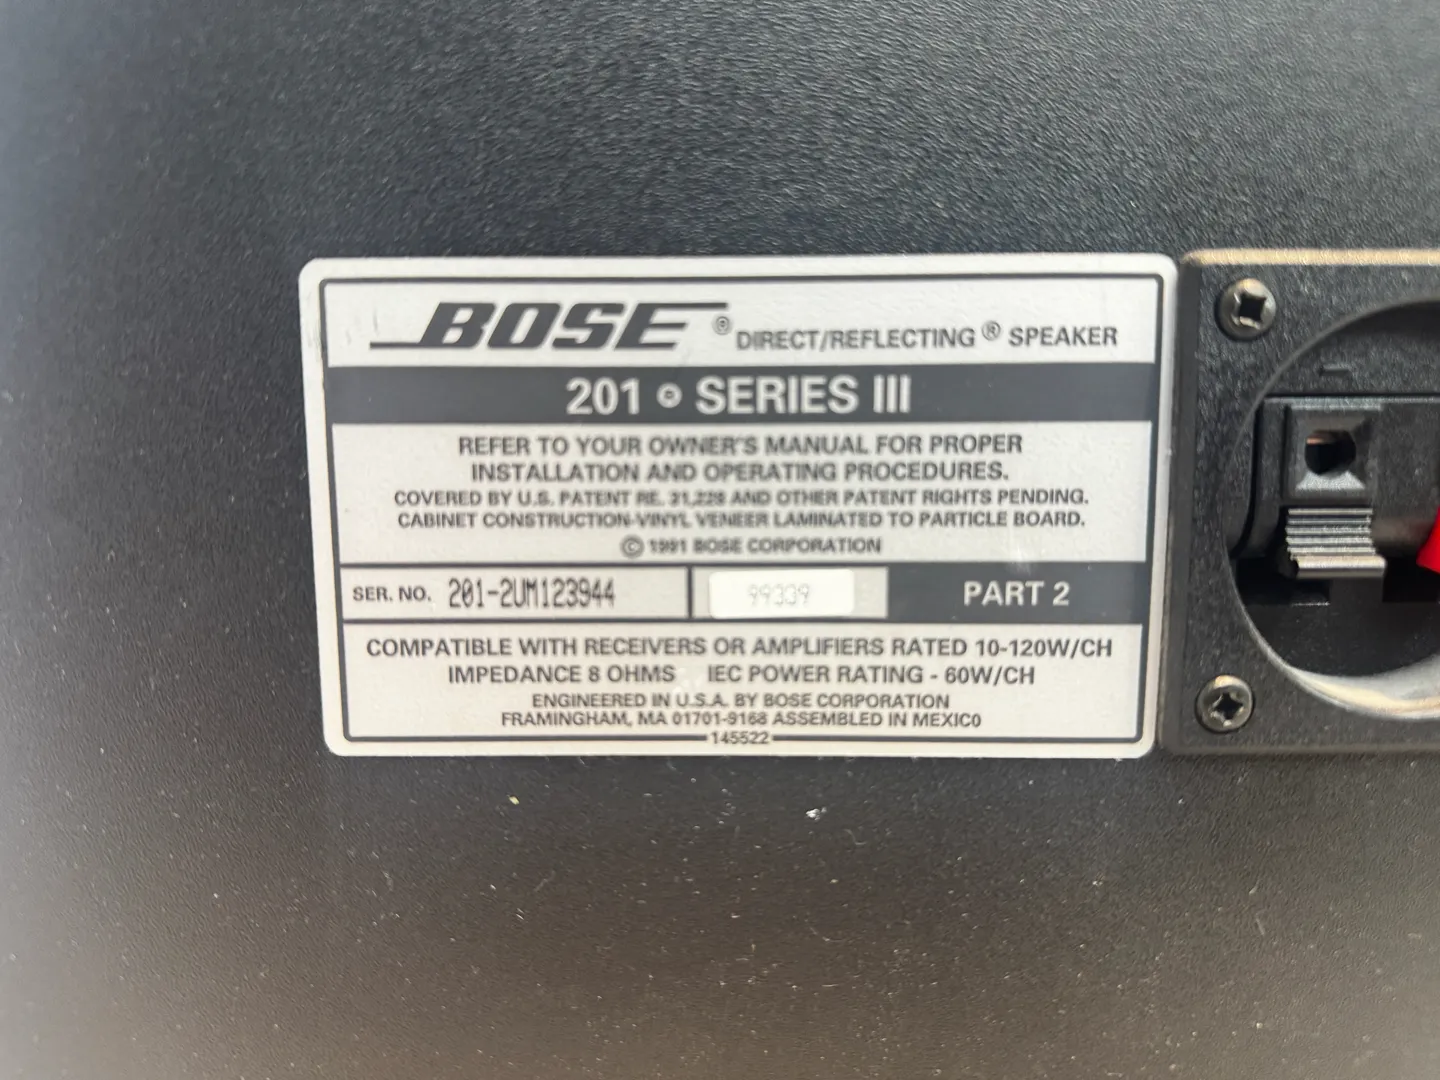 BOSE® DIRECT/REFLECTING® SPEAKER
201® SERIES III
REFER TO YOUR OWNER'S MANUAL FOR PROPER
INSTALLATION AND OPERATING PROCEDURES.
COVERED BY U.S. PATENT RE. 31,228 AND OTHER PATENT RIGHTS PENDING.
CABINET CONSTRUCTION-VINYL VENEER LAMINATED TO PARTICLE BOARD.
© 1991 BOSE CORPORATION
SER. NO. 201-2UM123944 99339 PART 2
COMPATIBLE WITH RECEIVERS OR AMPLIFIERS RATED 10-120W/CH
IMPEDANCE 8 OHMS IEC POWER RATING - 60W/CH
ENGINEERED IN U.S.A. BY BOSE CORPORATION
FRAMINGHAM, MA 01701-9168 ASSEMBLED IN MEXICO
145522